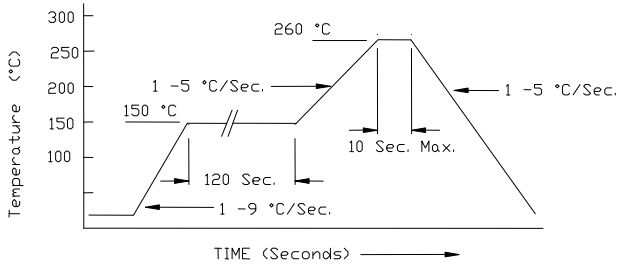 300
260 °C
250
200
1 -5 °C/Sec.
1 -5 °C/Sec.
150 °C
150
10 Sec. Max.
100
120 Sec.
1 -9 °C/Sec.
Temperature (°C)
TIME (Seconds)